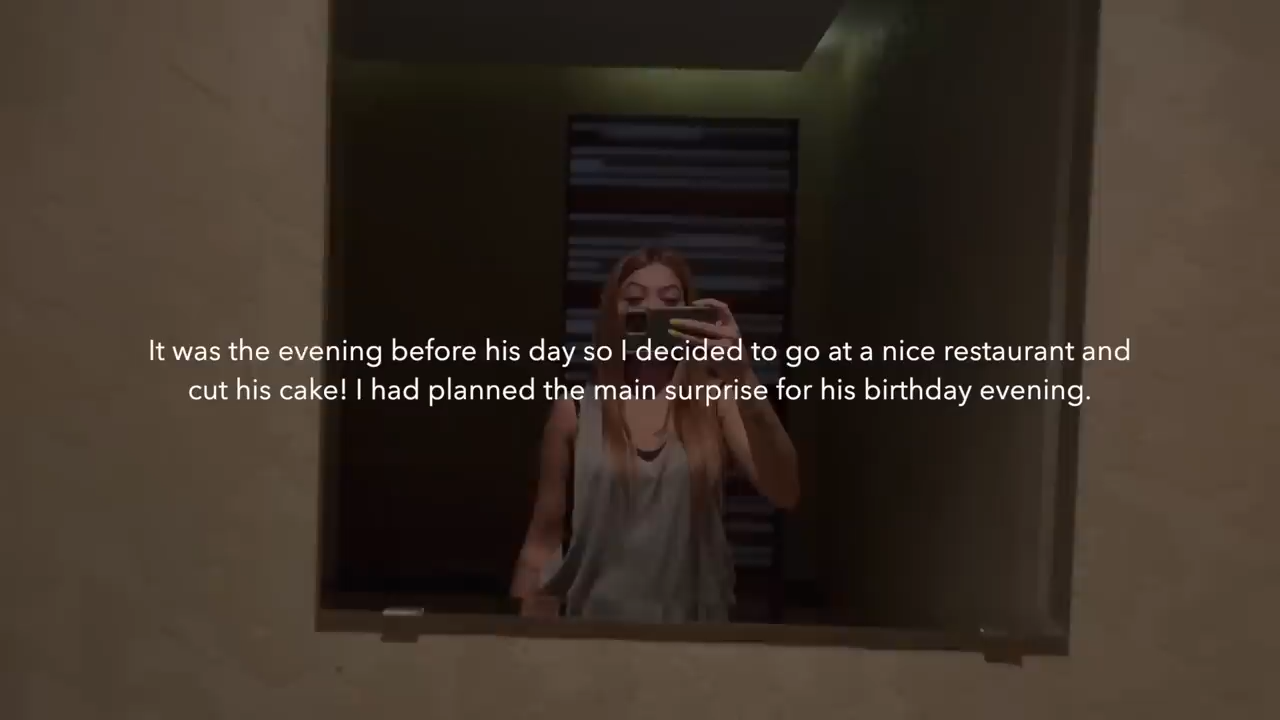 It was the evening before his day so I decided to go at a nice restaurant and
cut his cake! I had planned the main surprise for his birthday evening.